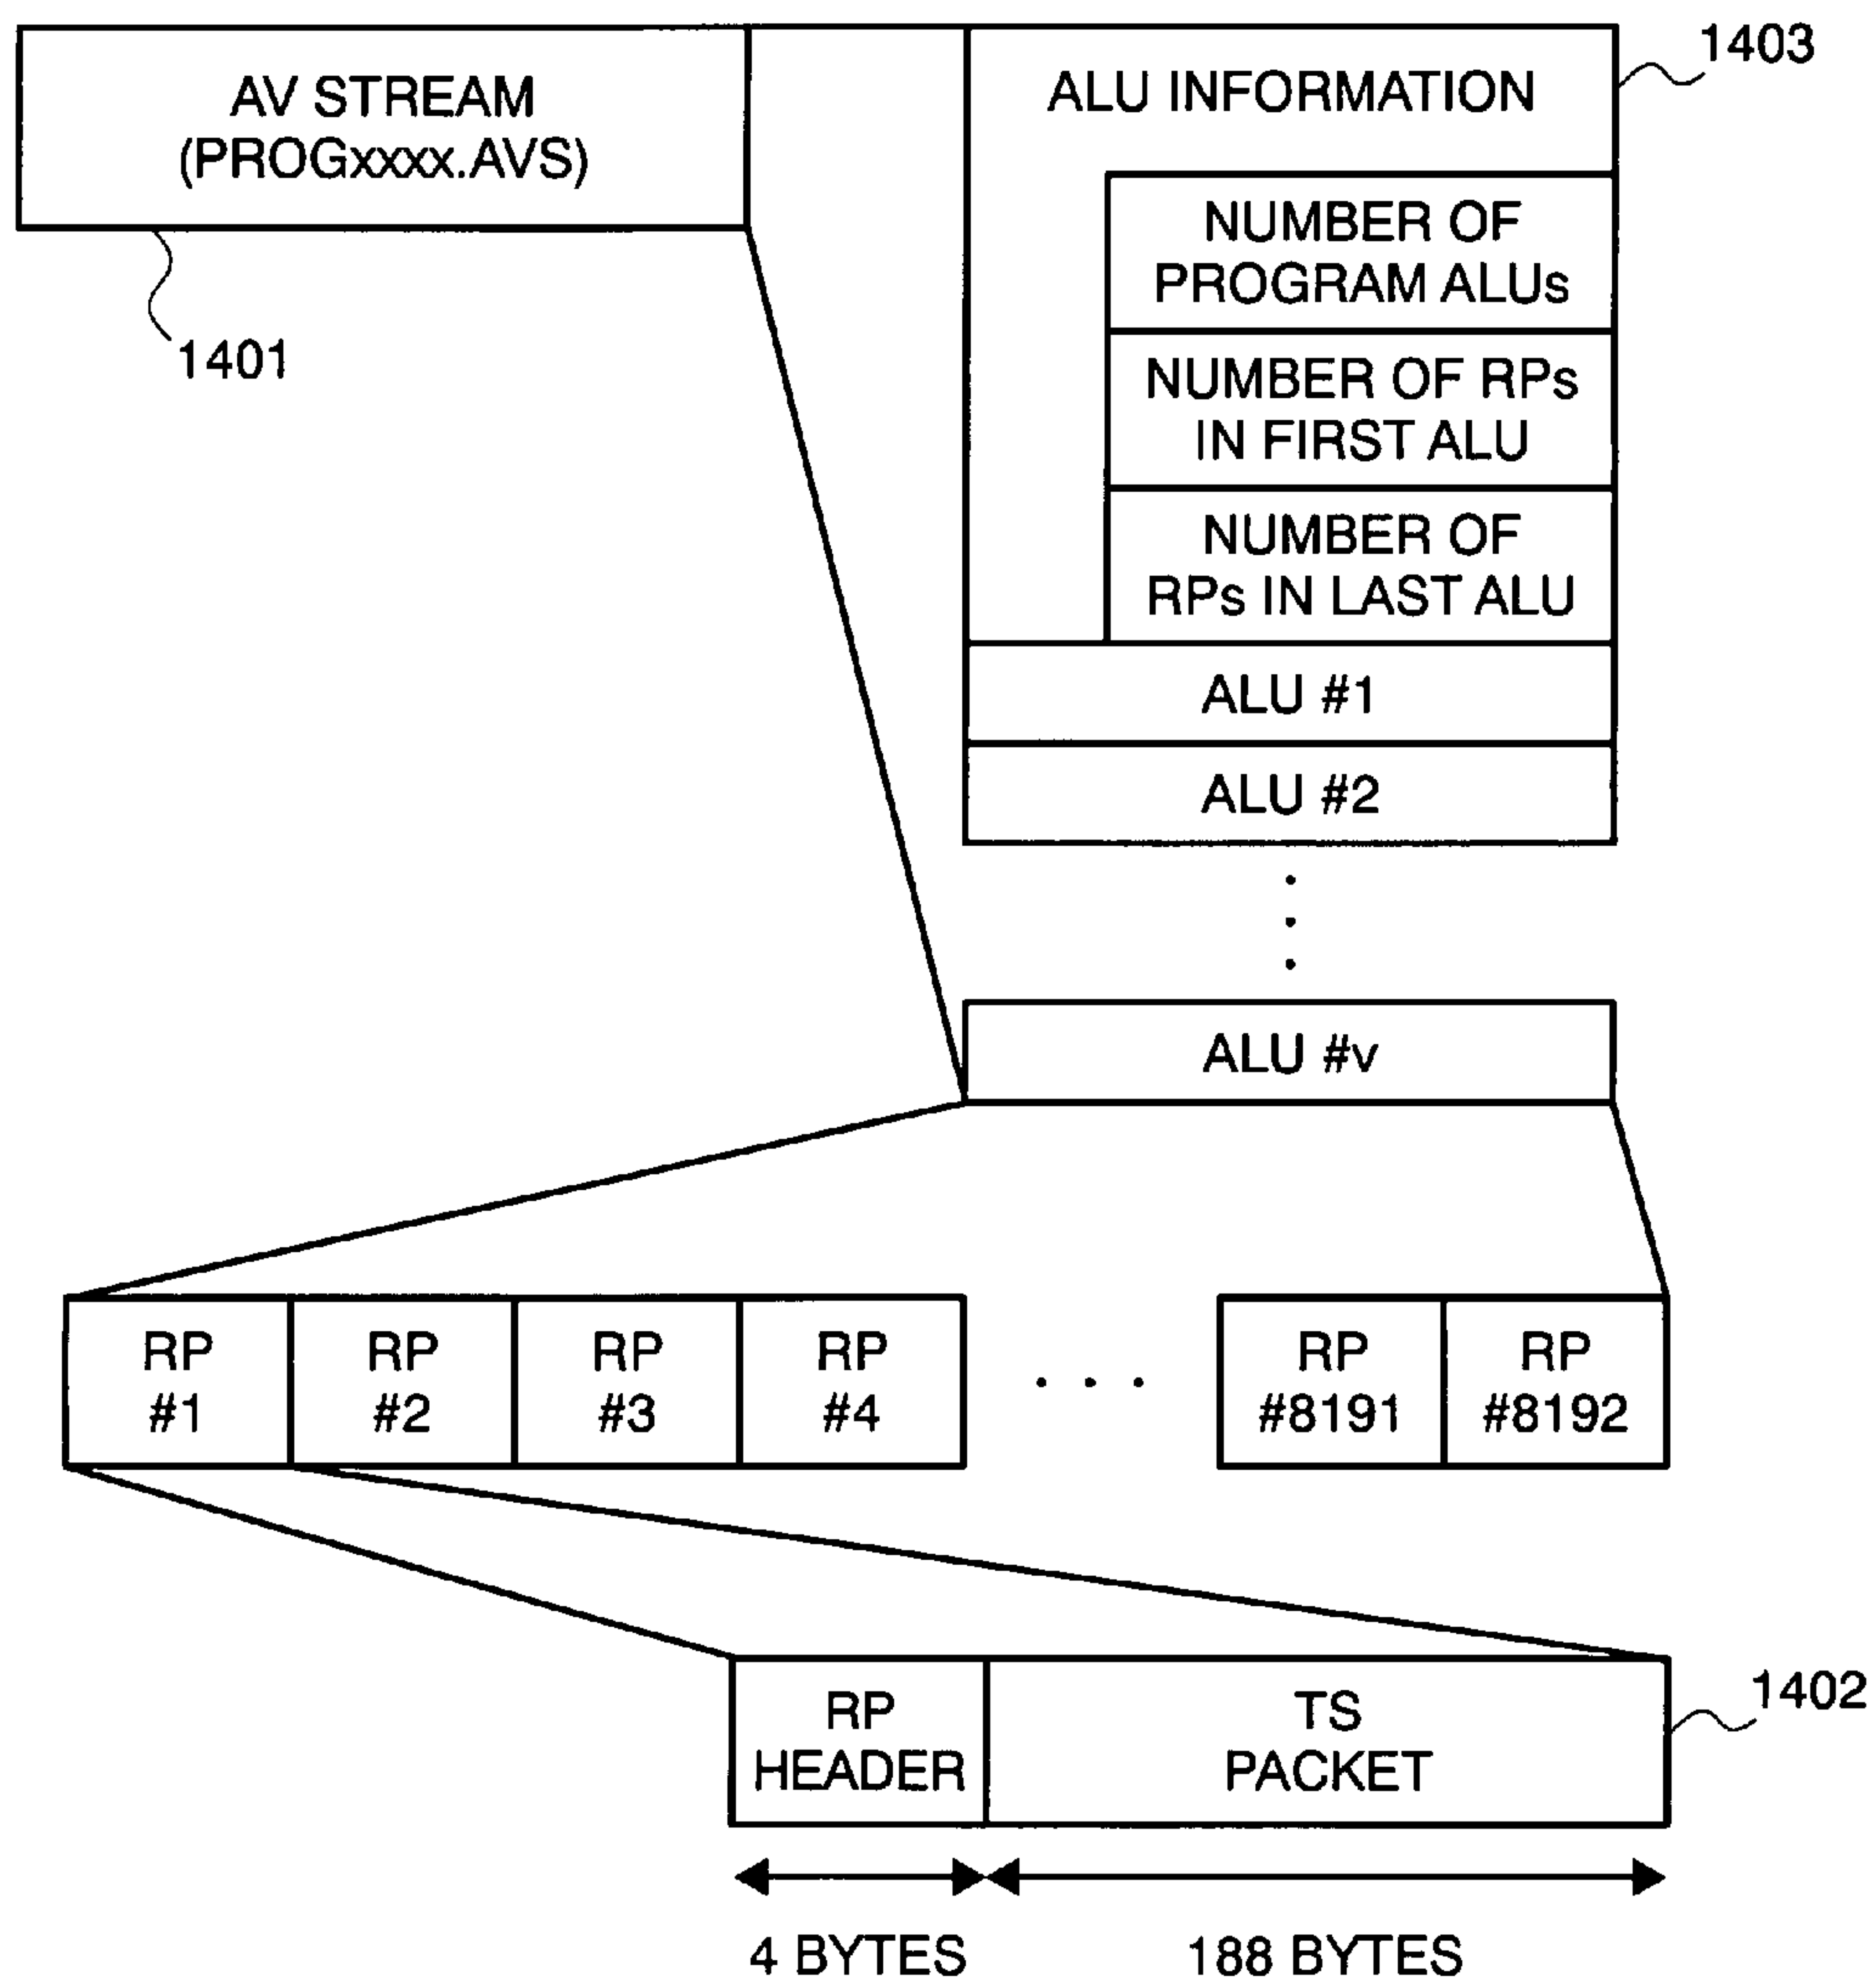 AV STREAM
(PROGxxxx.AVS)
1401
ALU INFORMATION
1403
NUMBER OF
PROGRAM ALUs
NUMBER OF RPs
IN FIRST ALU
NUMBER OF
RPs IN LAST ALU
ALU #1
ALU #2
ALU #v
RP
#1
RP
#2
RP
#3
RP
#4
. . .
RP
#8191
RP
#8192
RP
HEADER
TS
PACKET
1402
4 BYTES
188 BYTES